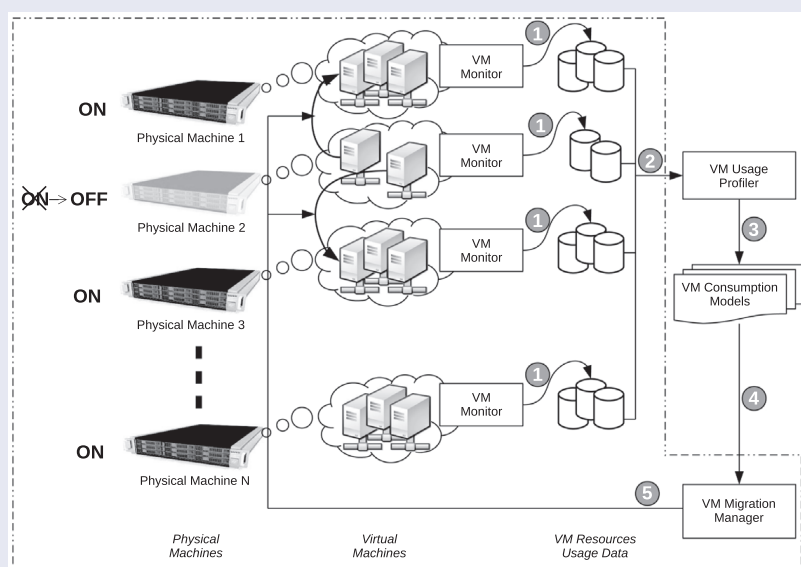 1
VM
Monitor
ON
Physical Machine 1
1
VM
Monitor
2
VM Usage
Profiler
ON → OFF
Physical Machine 2
1
VM
Monitor
3
ON
Physical Machine 3
VM Consumption
Models
1
VM
Monitor
4
ON
Physical Machine N
5
VM Migration
Manager
Physical
Machines
Virtual
Machines
VM Resources
Usage Data